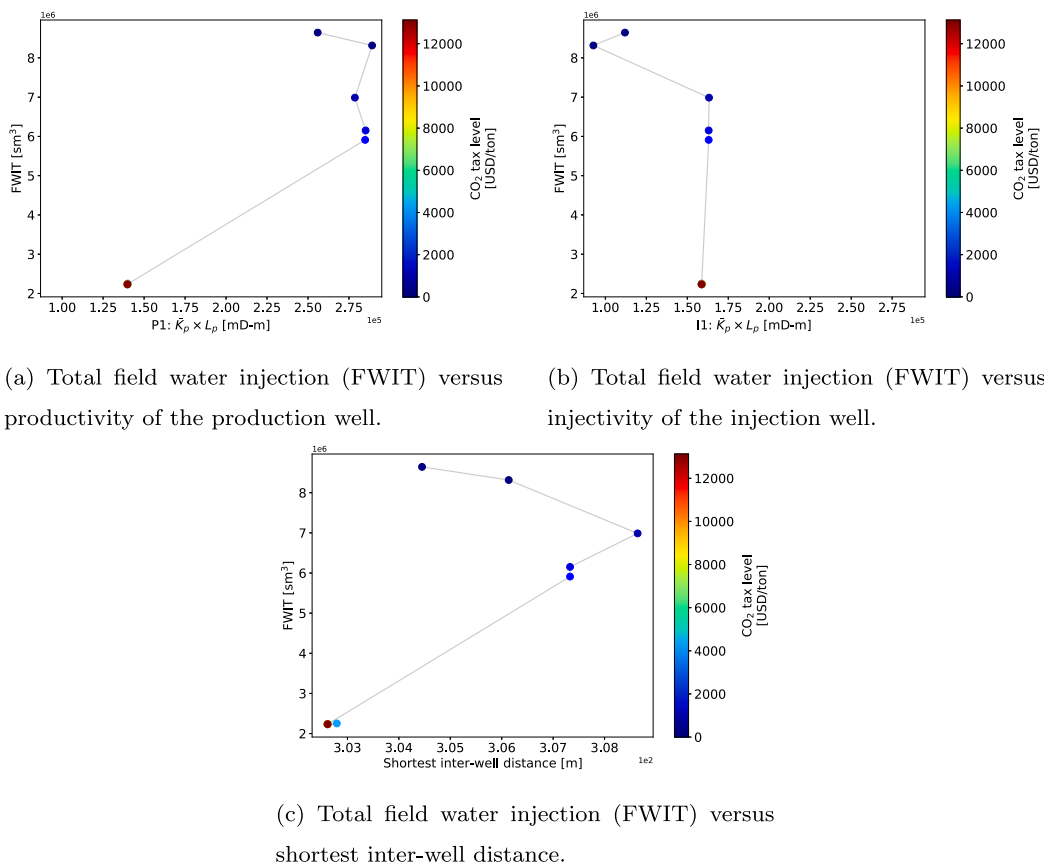 1e6
FWIT [sm³]
8
7
6
5
4
3
2
1.00 1.25 1.50 1.75 2.00 2.25 2.50 2.75
1e5
P1: K̄ₚ × Lₚ [mD-m]
12000
10000
8000
6000
4000
2000
0
CO₂ tax level
[USD/ton]
1e6
FWIT [sm³]
8
7
6
5
4
3
2
1.00 1.25 1.50 1.75 2.00 2.25 2.50 2.75
1e5
I1: K̄ₚ × Lₚ [mD-m]
12000
10000
8000
6000
4000
2000
0
CO₂ tax level
[USD/ton]
(a) Total field water injection (FWIT) versus
productivity of the production well.
(b) Total field water injection (FWIT) versus
injectivity of the injection well.
1e6
FWIT [sm³]
8
7
6
5
4
3
2
3.03 3.04 3.05 3.06 3.07 3.08
1e2
Shortest inter-well distance [m]
12000
10000
8000
6000
4000
2000
0
CO₂ tax level
[USD/ton]
(c) Total field water injection (FWIT) versus
shortest inter-well distance.